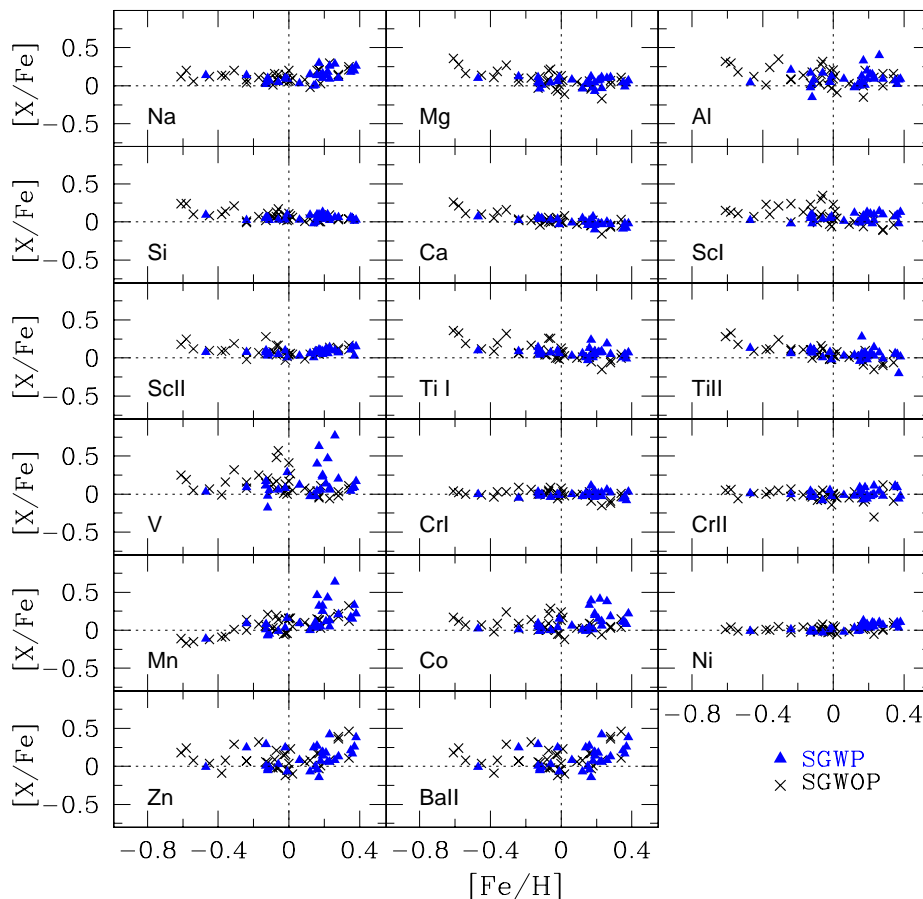 [X/Fe] 0.5 0 −0.5 Na Mg Al
[X/Fe] 0.5 0 −0.5 Si Ca ScI
[X/Fe] 0.5 0 −0.5 ScII Ti I TiII
[X/Fe] 0.5 0 −0.5 V CrI CrII
[X/Fe] 0.5 0 −0.5 Mn Co Ni
[X/Fe] 0.5 0 −0.5 Zn BaII
−0.8 −0.4 0 0.4
SGWP
SGWOP
−0.8 −0.4 0 0.4 −0.8 −0.4 0 0.4
[Fe/H]